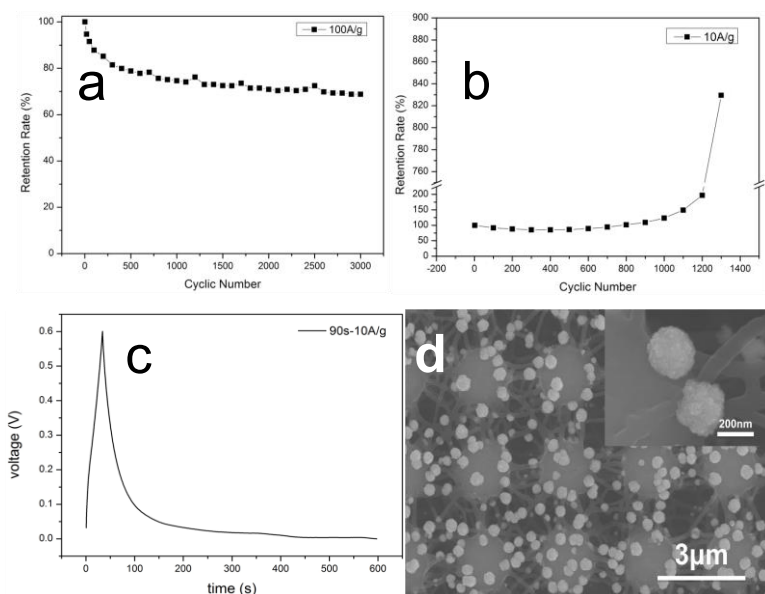 a
100A/g
Retention Rate (%)
100
80
60
40
20
0
0 500 1000 1500 2000 2500 3000
Cyclic Number
b
10A/g
Retention Rate (%)
900
880
860
840
820
800
780
760
200
150
100
50
0
-200 0 200 400 600 800 1000 1200 1400
Cyclic Number
c
90s-10A/g
voltage (V)
0.6
0.5
0.4
0.3
0.2
0.1
0.0
0 100 200 300 400 500 600
time (s)
d
200nm
3μm